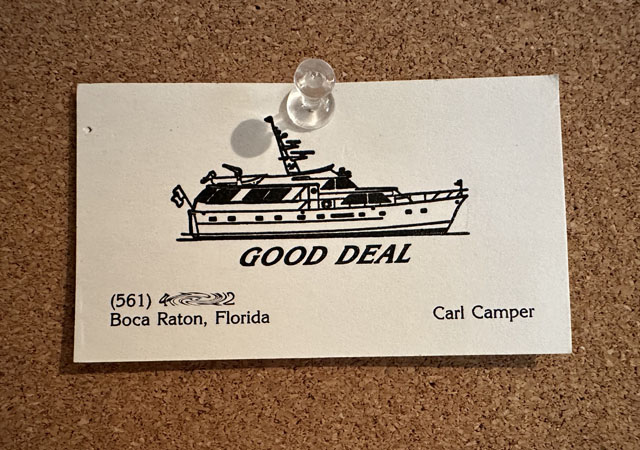 GOOD DEAL
(561)
Boca Raton, Florida
Carl Camper